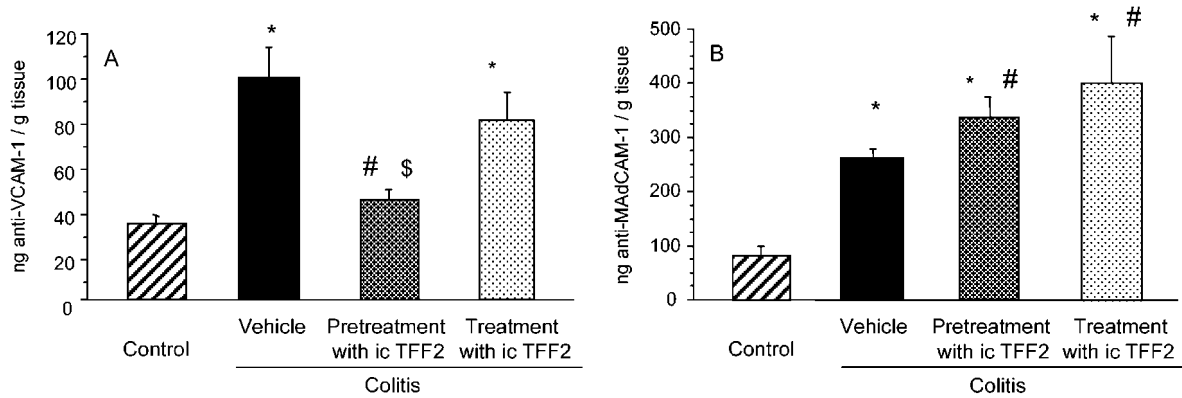 A
ng anti-VCAM-1 / g tissue
120
100
80
60
40
20
0
*
# $
*
Control
Vehicle
Pretreatment
with ic TFF2
Treatment
with ic TFF2
Colitis
B
ng anti-MAdCAM-1 / g tissue
500
400
300
200
100
0
*
* #
* #
Control
Vehicle
Pretreatment
with ic TFF2
Treatment
with ic TFF2
Colitis